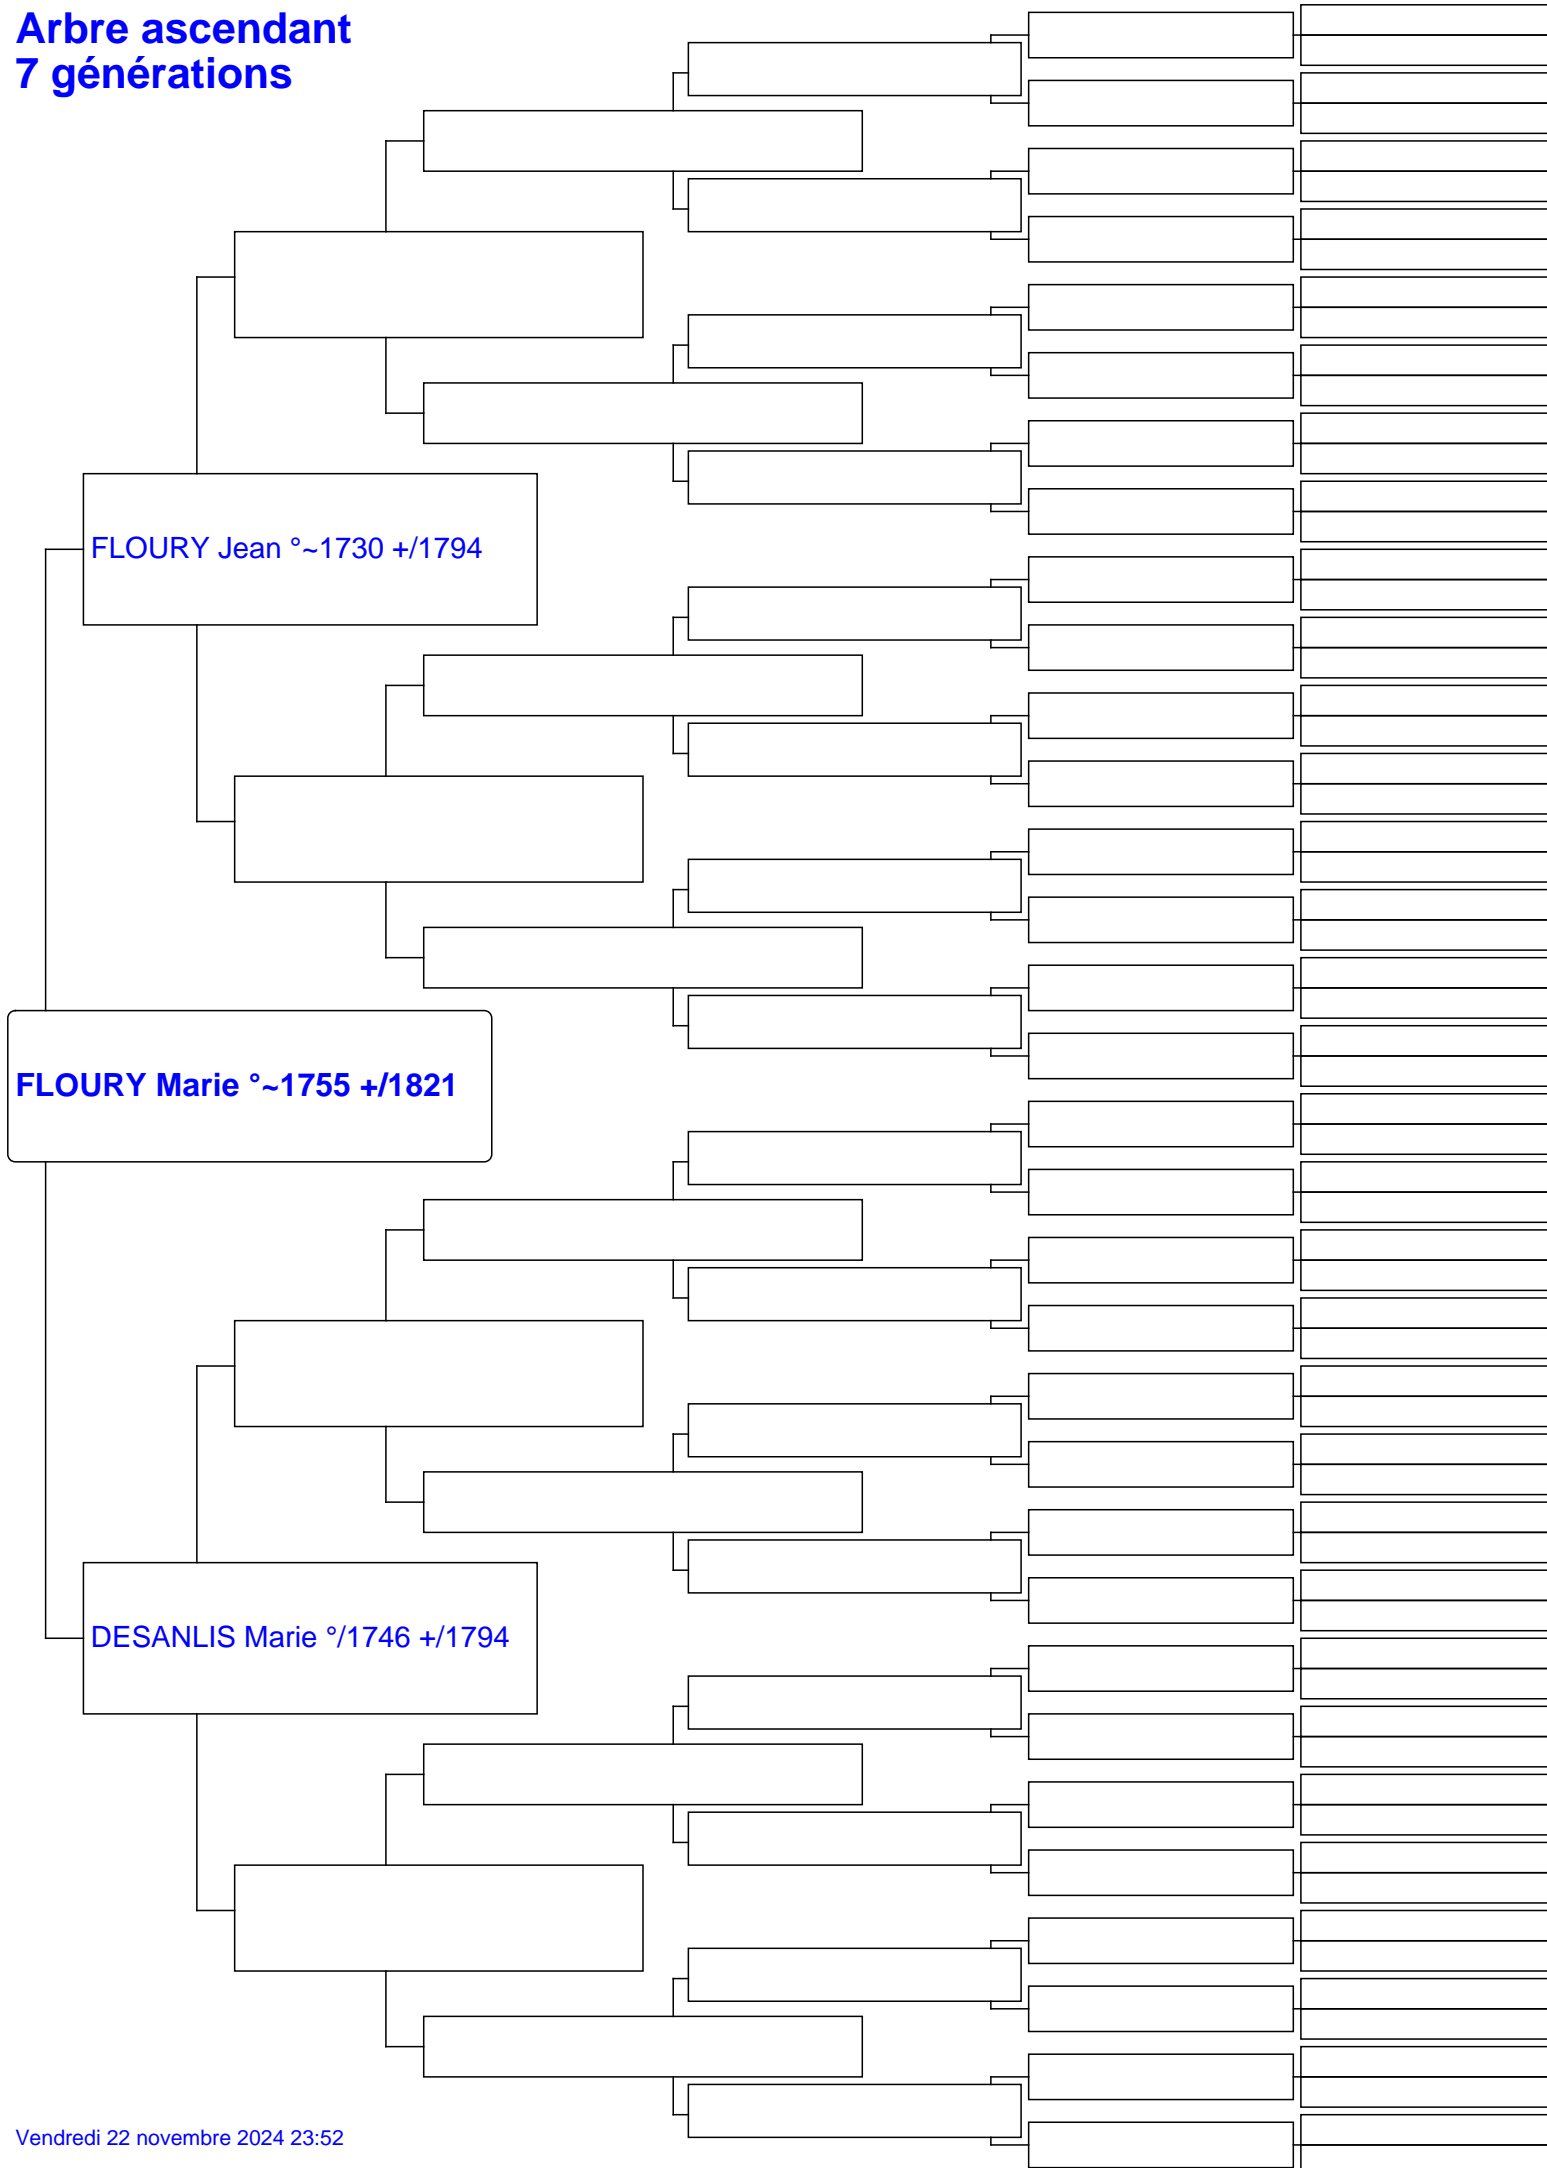 Arbre ascendant
7 générations
FLOURY Jean °~1730 +/1794
FLOURY Marie °~1755 +/1821
DESANLIS Marie °/1746 +/1794
Vendredi 22 novembre 2024 23:52